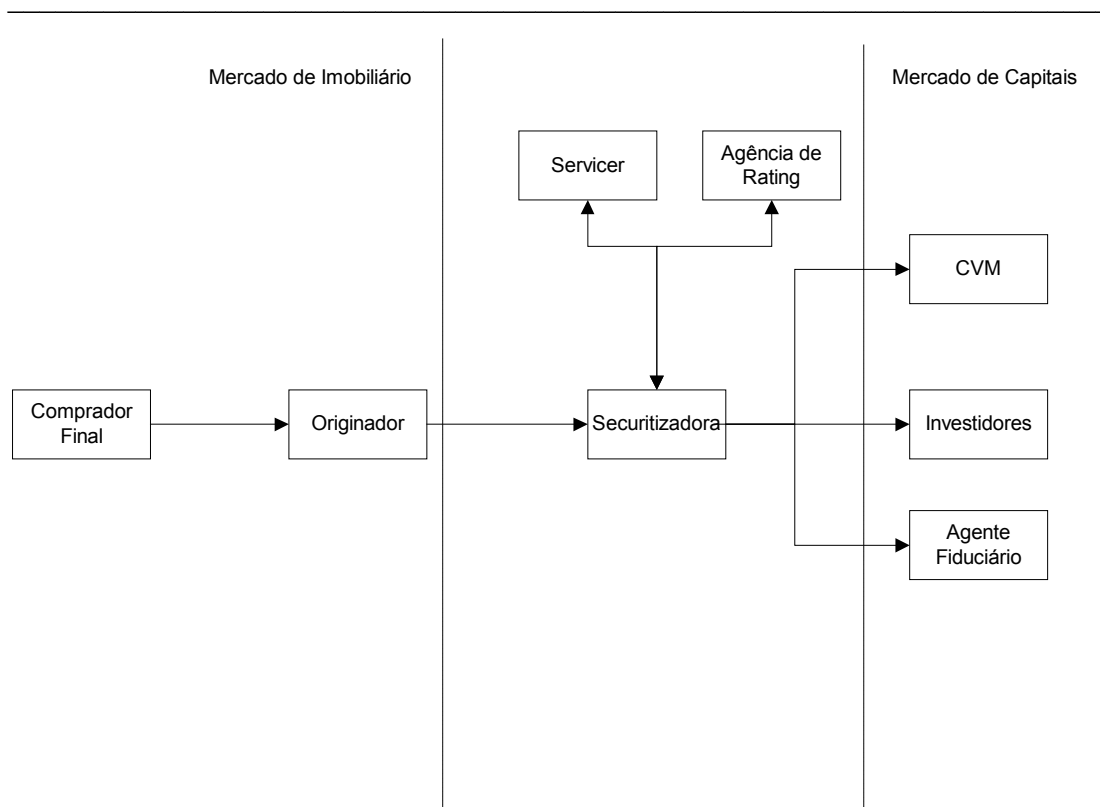 Mercado de Imobiliário
Mercado de Capitais
Servicer
Agência de
Rating
CVM
Comprador
Final
Originador
Securitizadora
Investidores
Agente
Fiduciário